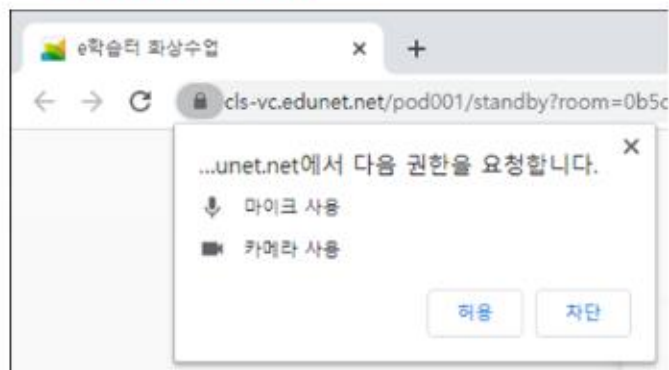 e학습터 화상수업
cls-vc.edunet.net/pod001/standby?room=0b5c
...unet.net에서 다음 권한을 요청합니다.
마이크 사용
카메라 사용
허용 차단